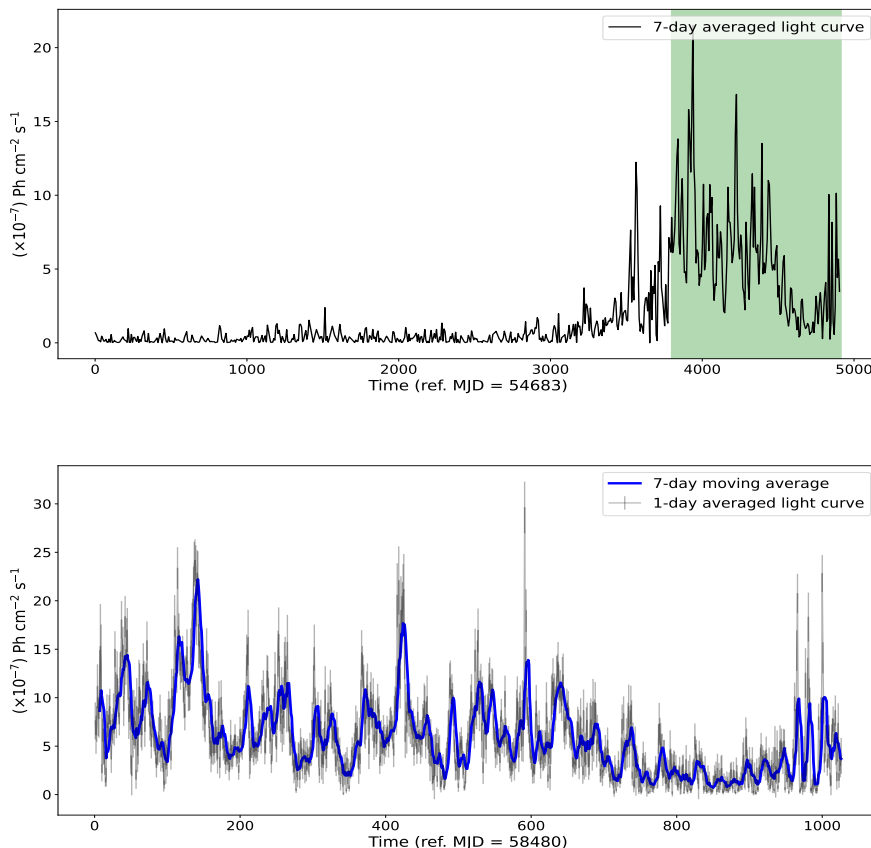 7-day averaged light curve
20
15
10
5
0
(×10⁻⁷) Ph cm⁻² s⁻¹
0 1000 2000 3000 4000 5000
Time (ref. MJD = 54683)
7-day moving average
1-day averaged light curve
30
25
20
15
10
5
0
(×10⁻⁷) Ph cm⁻² s⁻¹
0 200 400 600 800 1000
Time (ref. MJD = 58480)